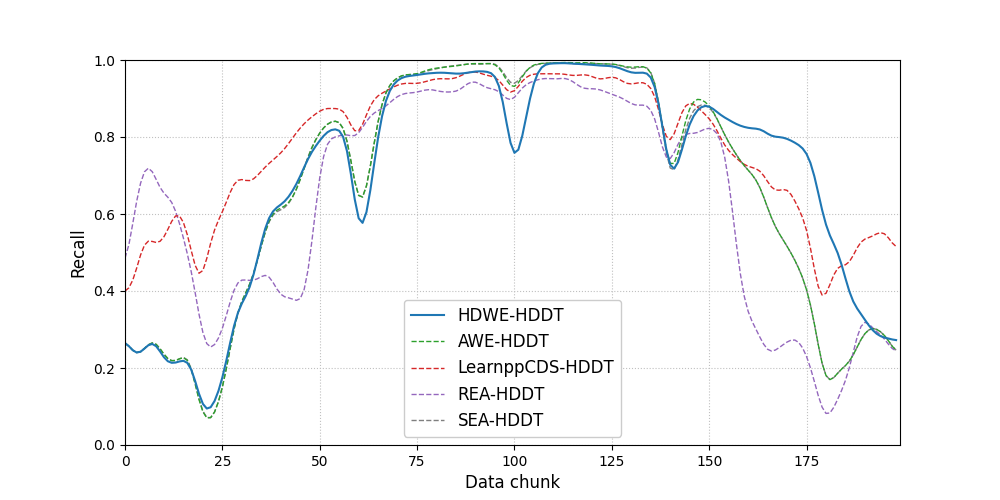 1.0
0.8
0.6
0.4
0.2
0.0
Recall
HDWE-HDDT
AWE-HDDT
LearnppCDS-HDDT
REA-HDDT
SEA-HDDT
0 25 50 75 100 125 150 175
Data chunk